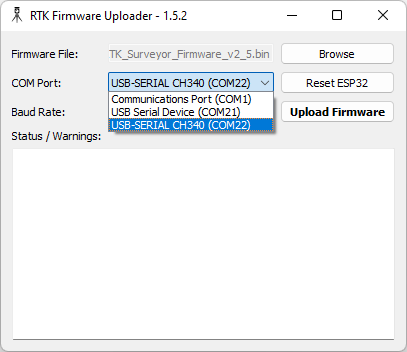 RTK Firmware Uploader - 1.5.2
Firmware File: TK_Surveyor_Firmware_v2_5.bin Browse
COM Port: USB-SERIAL CH340 (COM22) Reset ESP32
Communications Port (COM1)
Baud Rate: USB Serial Device (COM21) Upload Firmware
USB-SERIAL CH340 (COM22)
Status / Warnings: